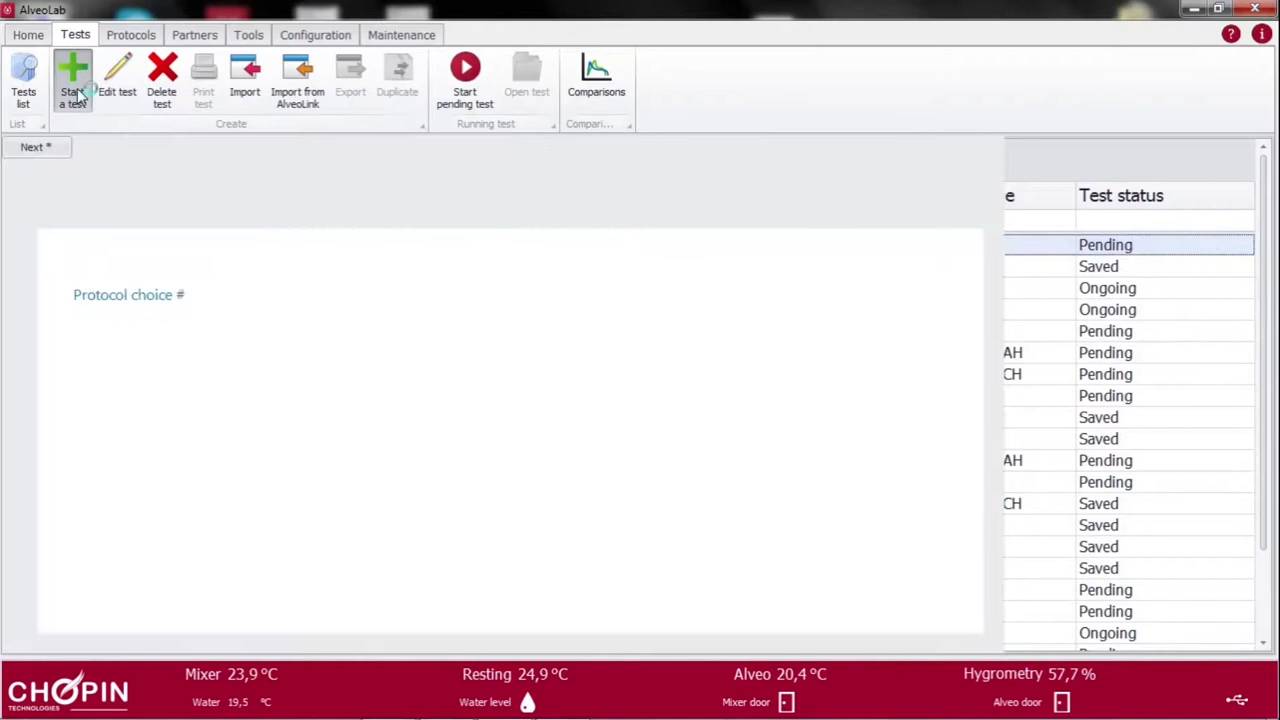 AlveoLab
Home Tests Protocols Partners Tools Configuration Maintenance
Tests list
Start a test
Edit test
Delete test
Print test
Import
Import from AlveoLink
Export
Duplicate
Start pending test
Open test
Comparisons
List Create Running test Compari...
Next *
Protocol choice #
e Test status
Pending
Saved
Ongoing
Ongoing
Pending
AH Pending
CH Pending
Pending
Saved
Saved
AH Pending
Pending
CH Saved
Saved
Saved
Saved
Pending
Pending
Ongoing
CHOPIN
TECHNOLOGIES
Mixer 23,9 °C Resting 24,9 °C Alveo 20,4 °C Hygrometry 57,7 %
Water 19,5 °C Water level Mixer door Alveo door